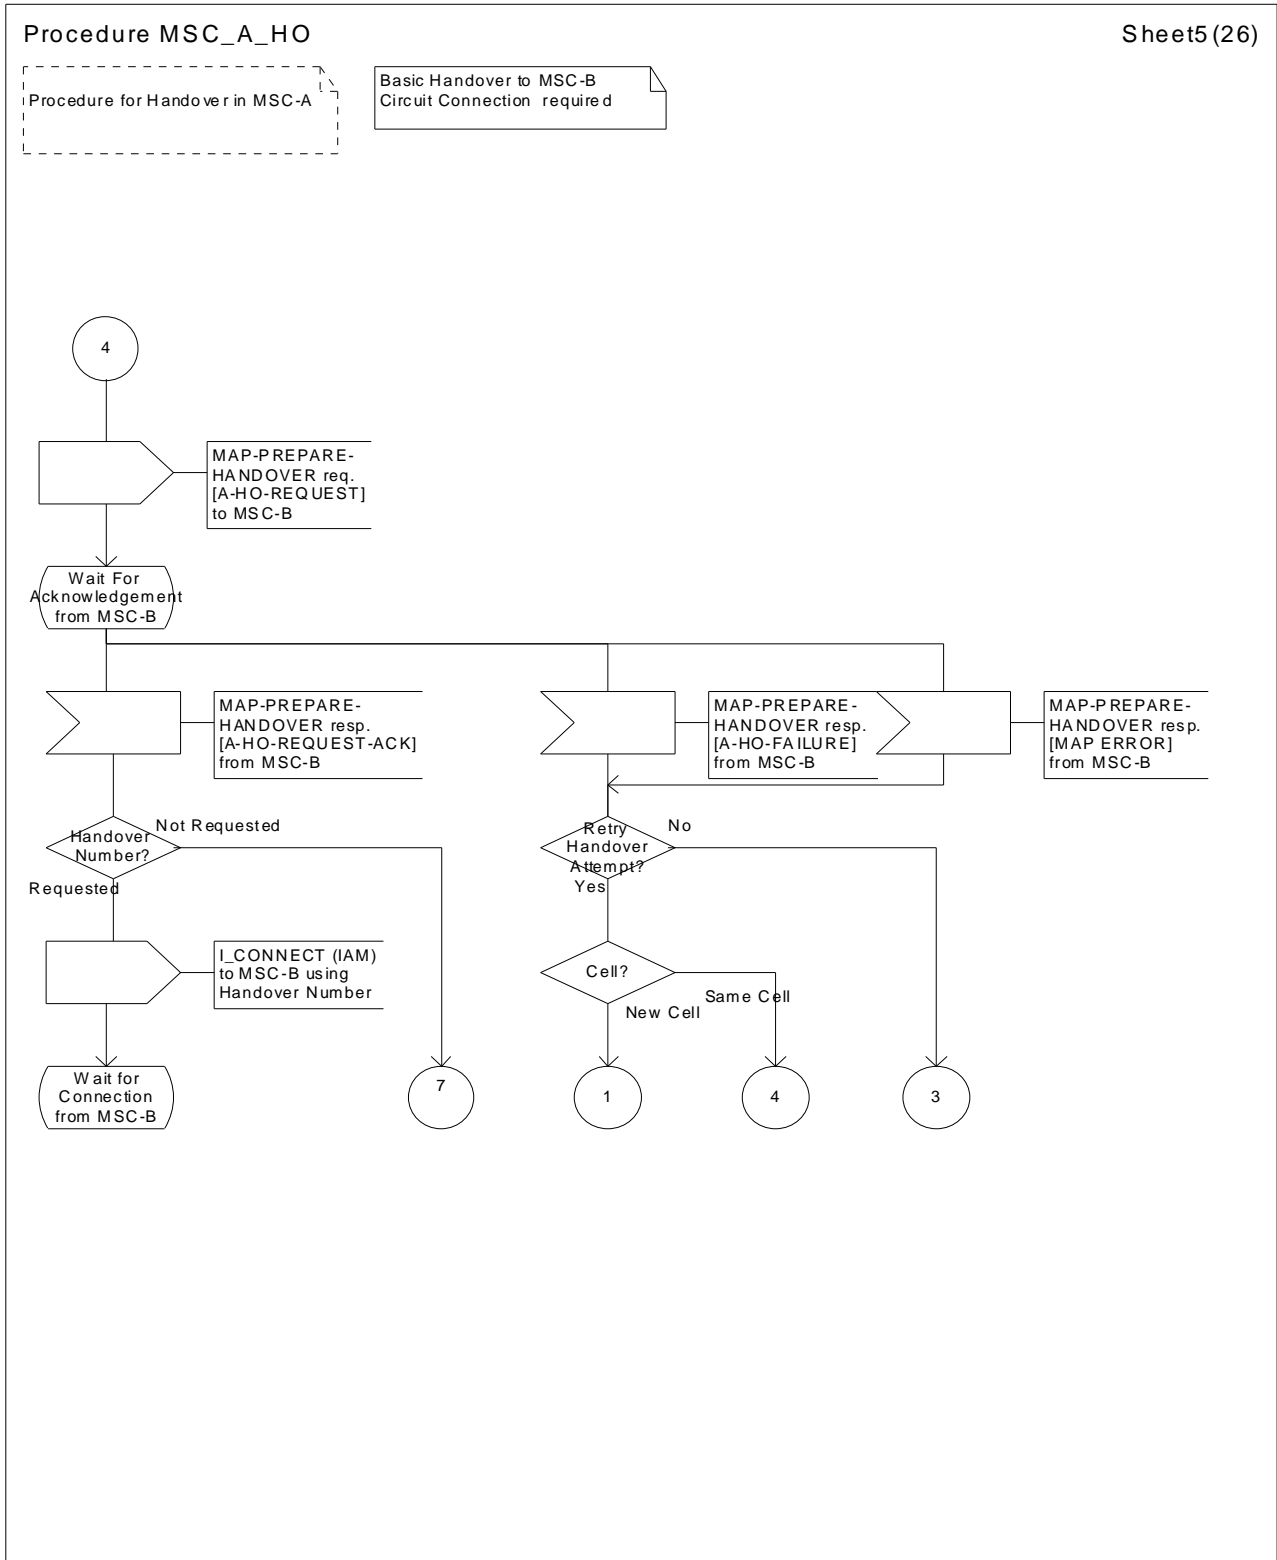 Procedure MSC_A_HO
Sheet5(26)
Procedure for Handover in MSC-A
Basic Handover to MSC-B
Circuit Connection required
4
MAP-PREPARE-
HANDOVER req.
[A-HO-REQUEST]
to MSC-B
Wait For
Acknowledgement
from MSC-B
MAP-PREPARE-
HANDOVER resp.
[A-HO-REQUEST-ACK]
from MSC-B
MAP-PREPARE-
HANDOVER resp.
[A-HO-FAILURE]
from MSC-B
MAP-PREPARE-
HANDOVER resp.
[MAP ERROR]
from MSC-B
Handover
Number?
Not Requested
Requested
Retry
Handover
Attempt?
No
Yes
I_CONNECT (IAM)
to MSC-B using
Handover Number
Cell?
Same Cell
New Cell
Wait for
Connection
from MSC-B
7
1
4
3